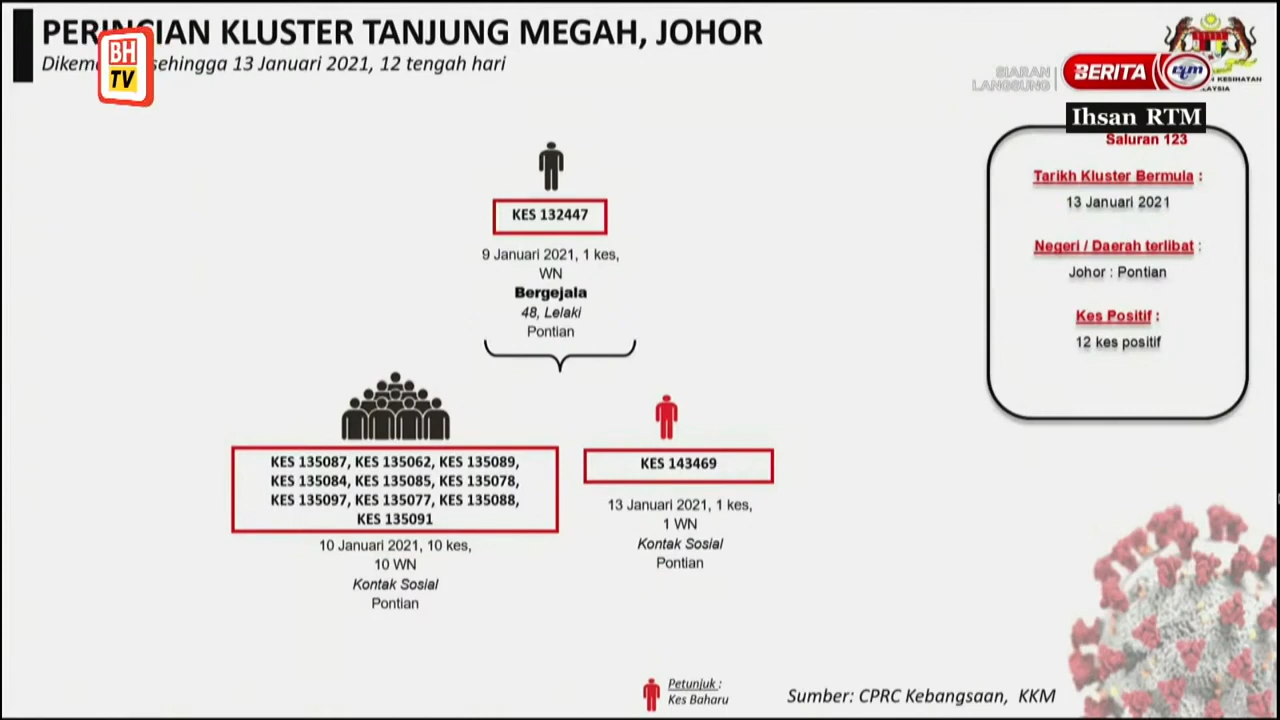 PERINCIAN KLUSTER TANJUNG MEGAH, JOHOR
sehingga 13 Januari 2021, 12 tengah hari
BH
TV
SIARAN
LANGSUNG
BERITA
rtm
KESIHATAN
Ihsan RTM
Saluran 123
Tarikh Kluster Bermula :
13 Januari 2021
Negeri / Daerah terlibat :
Johor : Pontian
Kes Positif :
12 kes positif
KES 132447
9 Januari 2021, 1 kes,
WN
Bergejala
48, Lelaki
Pontian
KES 135087, KES 135062, KES 135089,
KES 135084, KES 135085, KES 135078,
KES 135097, KES 135077, KES 135088,
KES 135091
10 Januari 2021, 10 kes,
10 WN
Kontak Sosial
Pontian
KES 143469
13 Januari 2021, 1 kes,
1 WN
Kontak Sosial
Pontian
Petunjuk :
Kes Baharu
Sumber: CPRC Kebangsaan, KKM